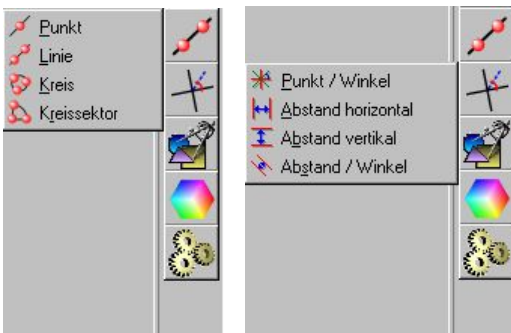 Punkt
Linie
Kreis
Kreissektor
Punkt / Winkel
Abstand horizontal
Abstand vertikal
Abstand / Winkel